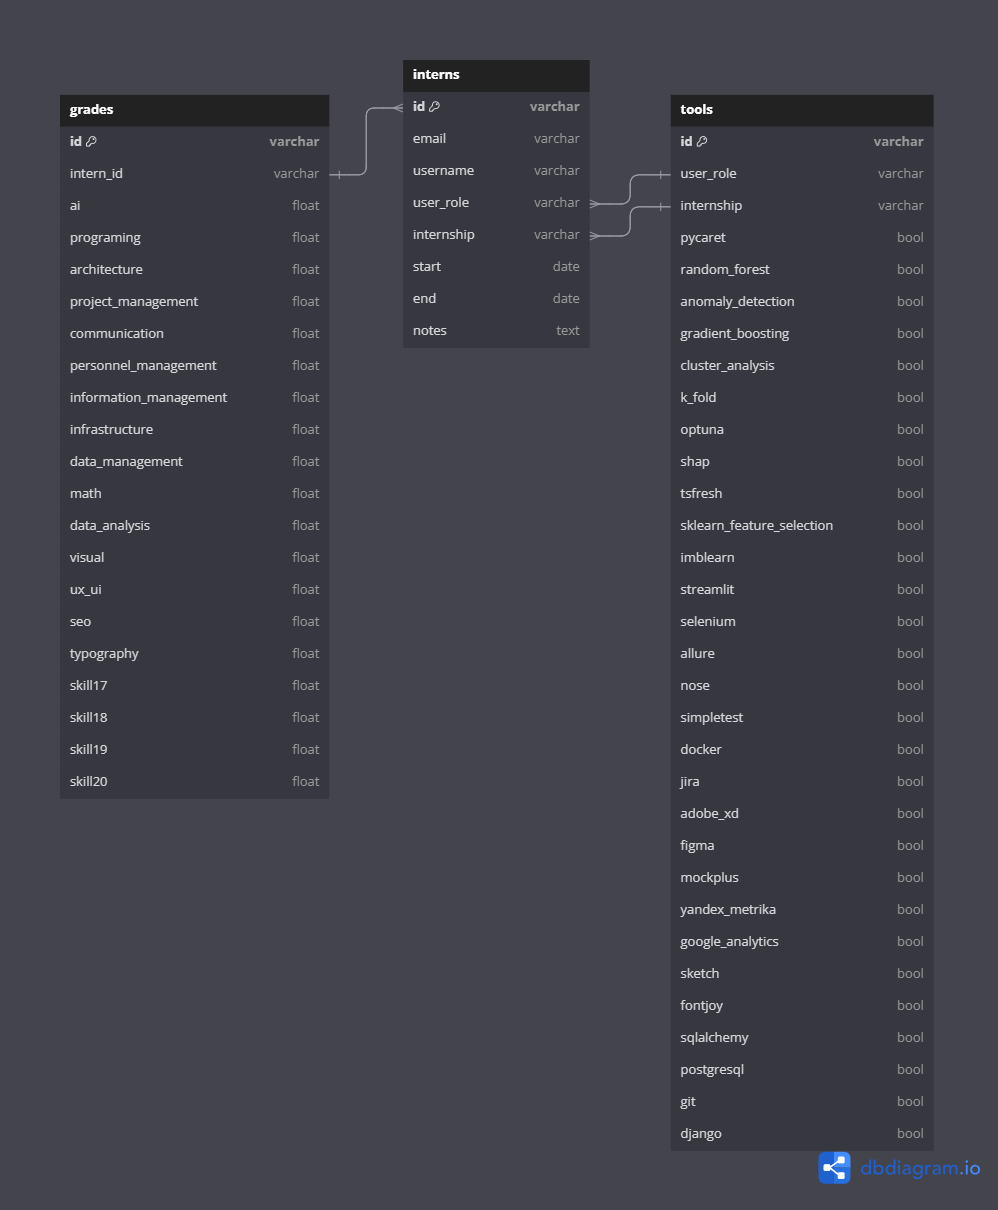 grades
id varchar
intern_id varchar
ai float
programing float
architecture float
project_management float
communication float
personnel_management float
information_management float
infrastructure float
data_management float
math float
data_analysis float
visual float
ux_ui float
seo float
typography float
skill17 float
skill18 float
skill19 float
skill20 float
interns
id varchar
email varchar
username varchar
user_role varchar
internship varchar
start date
end date
notes text
tools
id varchar
user_role varchar
internship varchar
pycaret bool
random_forest bool
anomaly_detection bool
gradient_boosting bool
cluster_analysis bool
k_fold bool
optuna bool
shap bool
tsfresh bool
sklearn_feature_selection bool
imblearn bool
streamlit bool
selenium bool
allure bool
nose bool
simpletest bool
docker bool
jira bool
adobe_xd bool
figma bool
mockplus bool
yandex_metrika bool
google_analytics bool
sketch bool
fontjoy bool
sqlalchemy bool
postgresql bool
git bool
django bool
dbdiagram.io